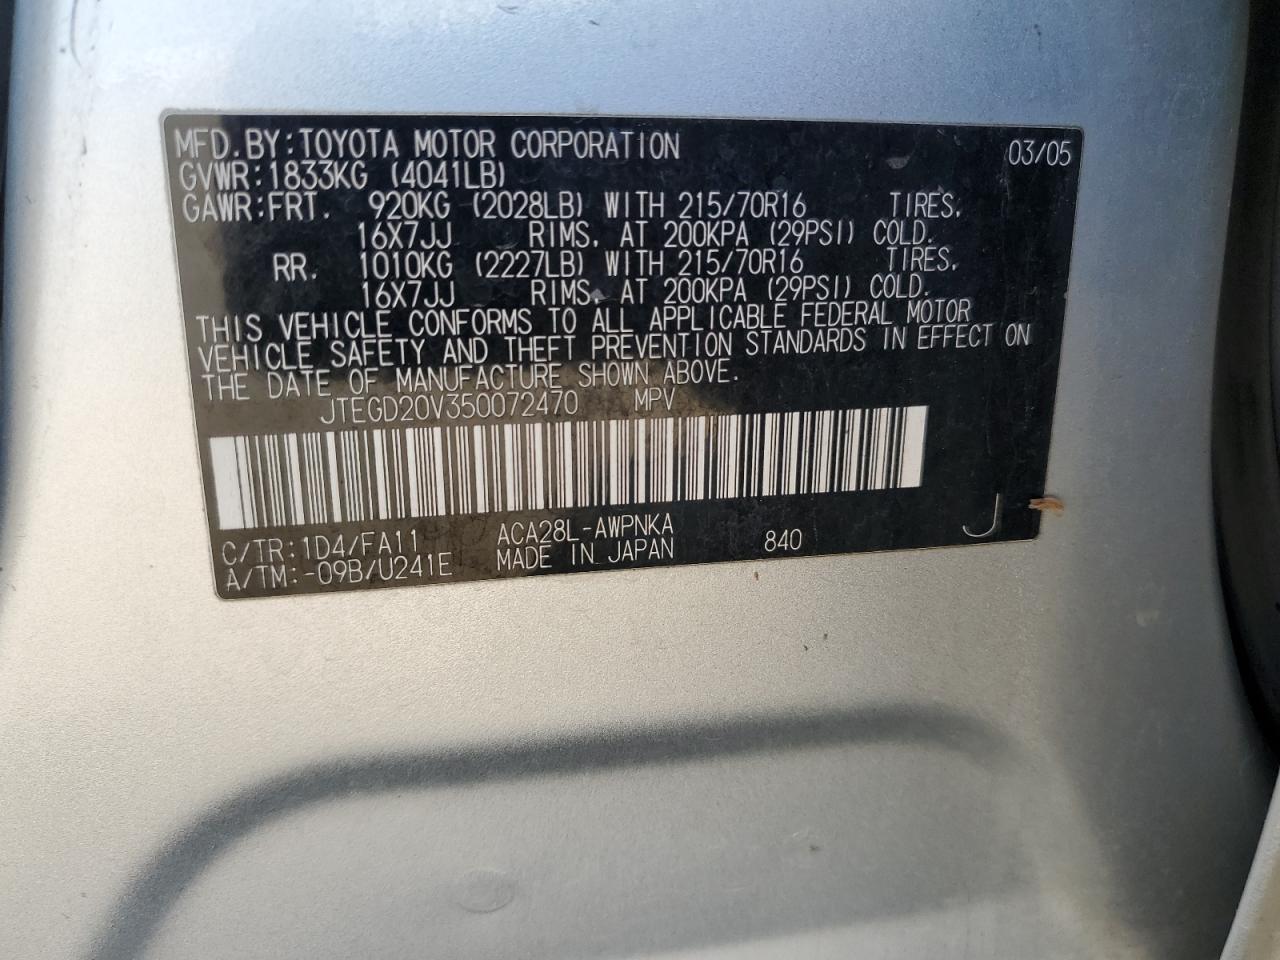 MFD.BY:TOYOTA MOTOR CORPORATION 03/05
GVWR:1833KG (4041LB)
GAWR:FRT. 920KG (2028LB) WITH 215/70R16 TIRES,
16X7JJ RIMS, AT 200KPA (29PSI) COLD.
RR. 1010KG (2227LB) WITH 215/70R16 TIRES,
16X7JJ RIMS, AT 200KPA (29PSI) COLD.
THIS VEHICLE CONFORMS TO ALL APPLICABLE FEDERAL MOTOR
VEHICLE SAFETY AND THEFT PREVENTION STANDARDS IN EFFECT ON
THE DATE OF MANUFACTURE SHOWN ABOVE.
JTEGD20V350072470 MPV
C/TR:1D4/FA11 ACA28L-AWPNKA 840 J
A/TM:-09B/U241E MADE IN JAPAN